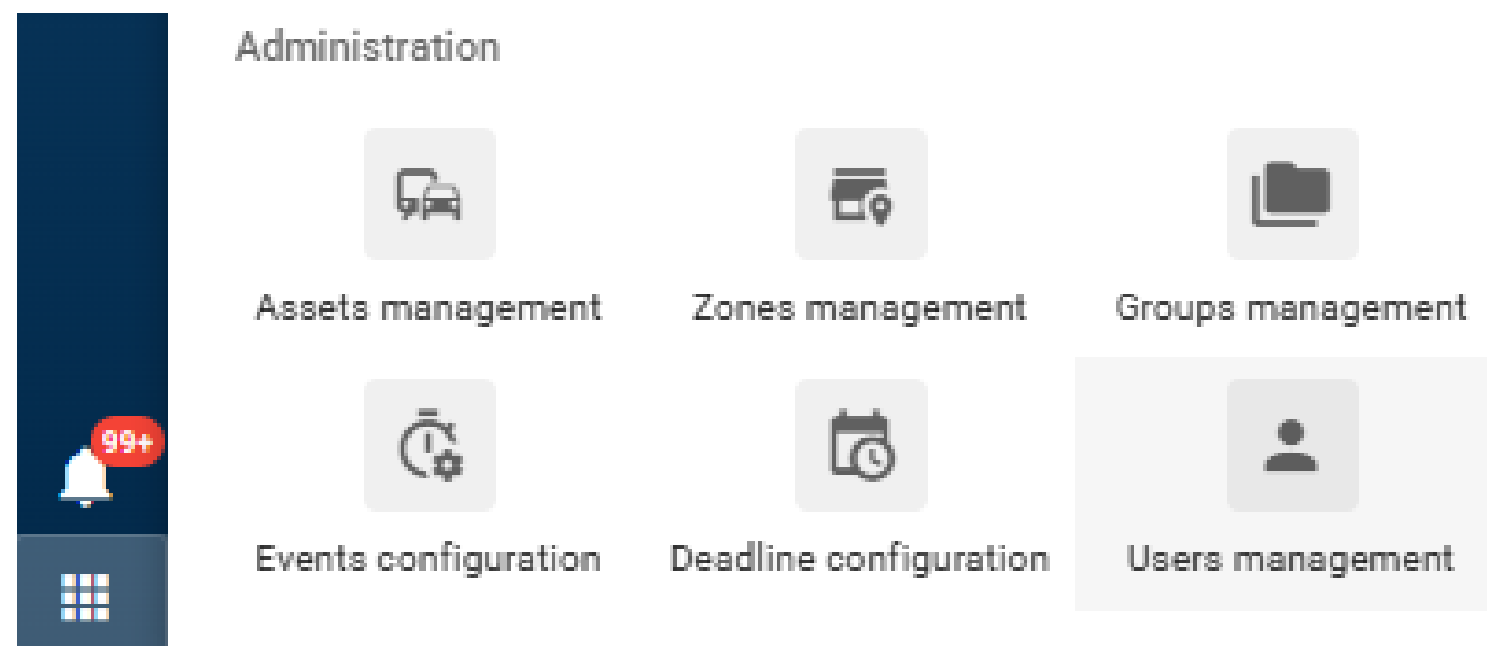 Administration
Assets management
Zones management
Groups management
99+
Events configuration
Deadline configuration
Users management